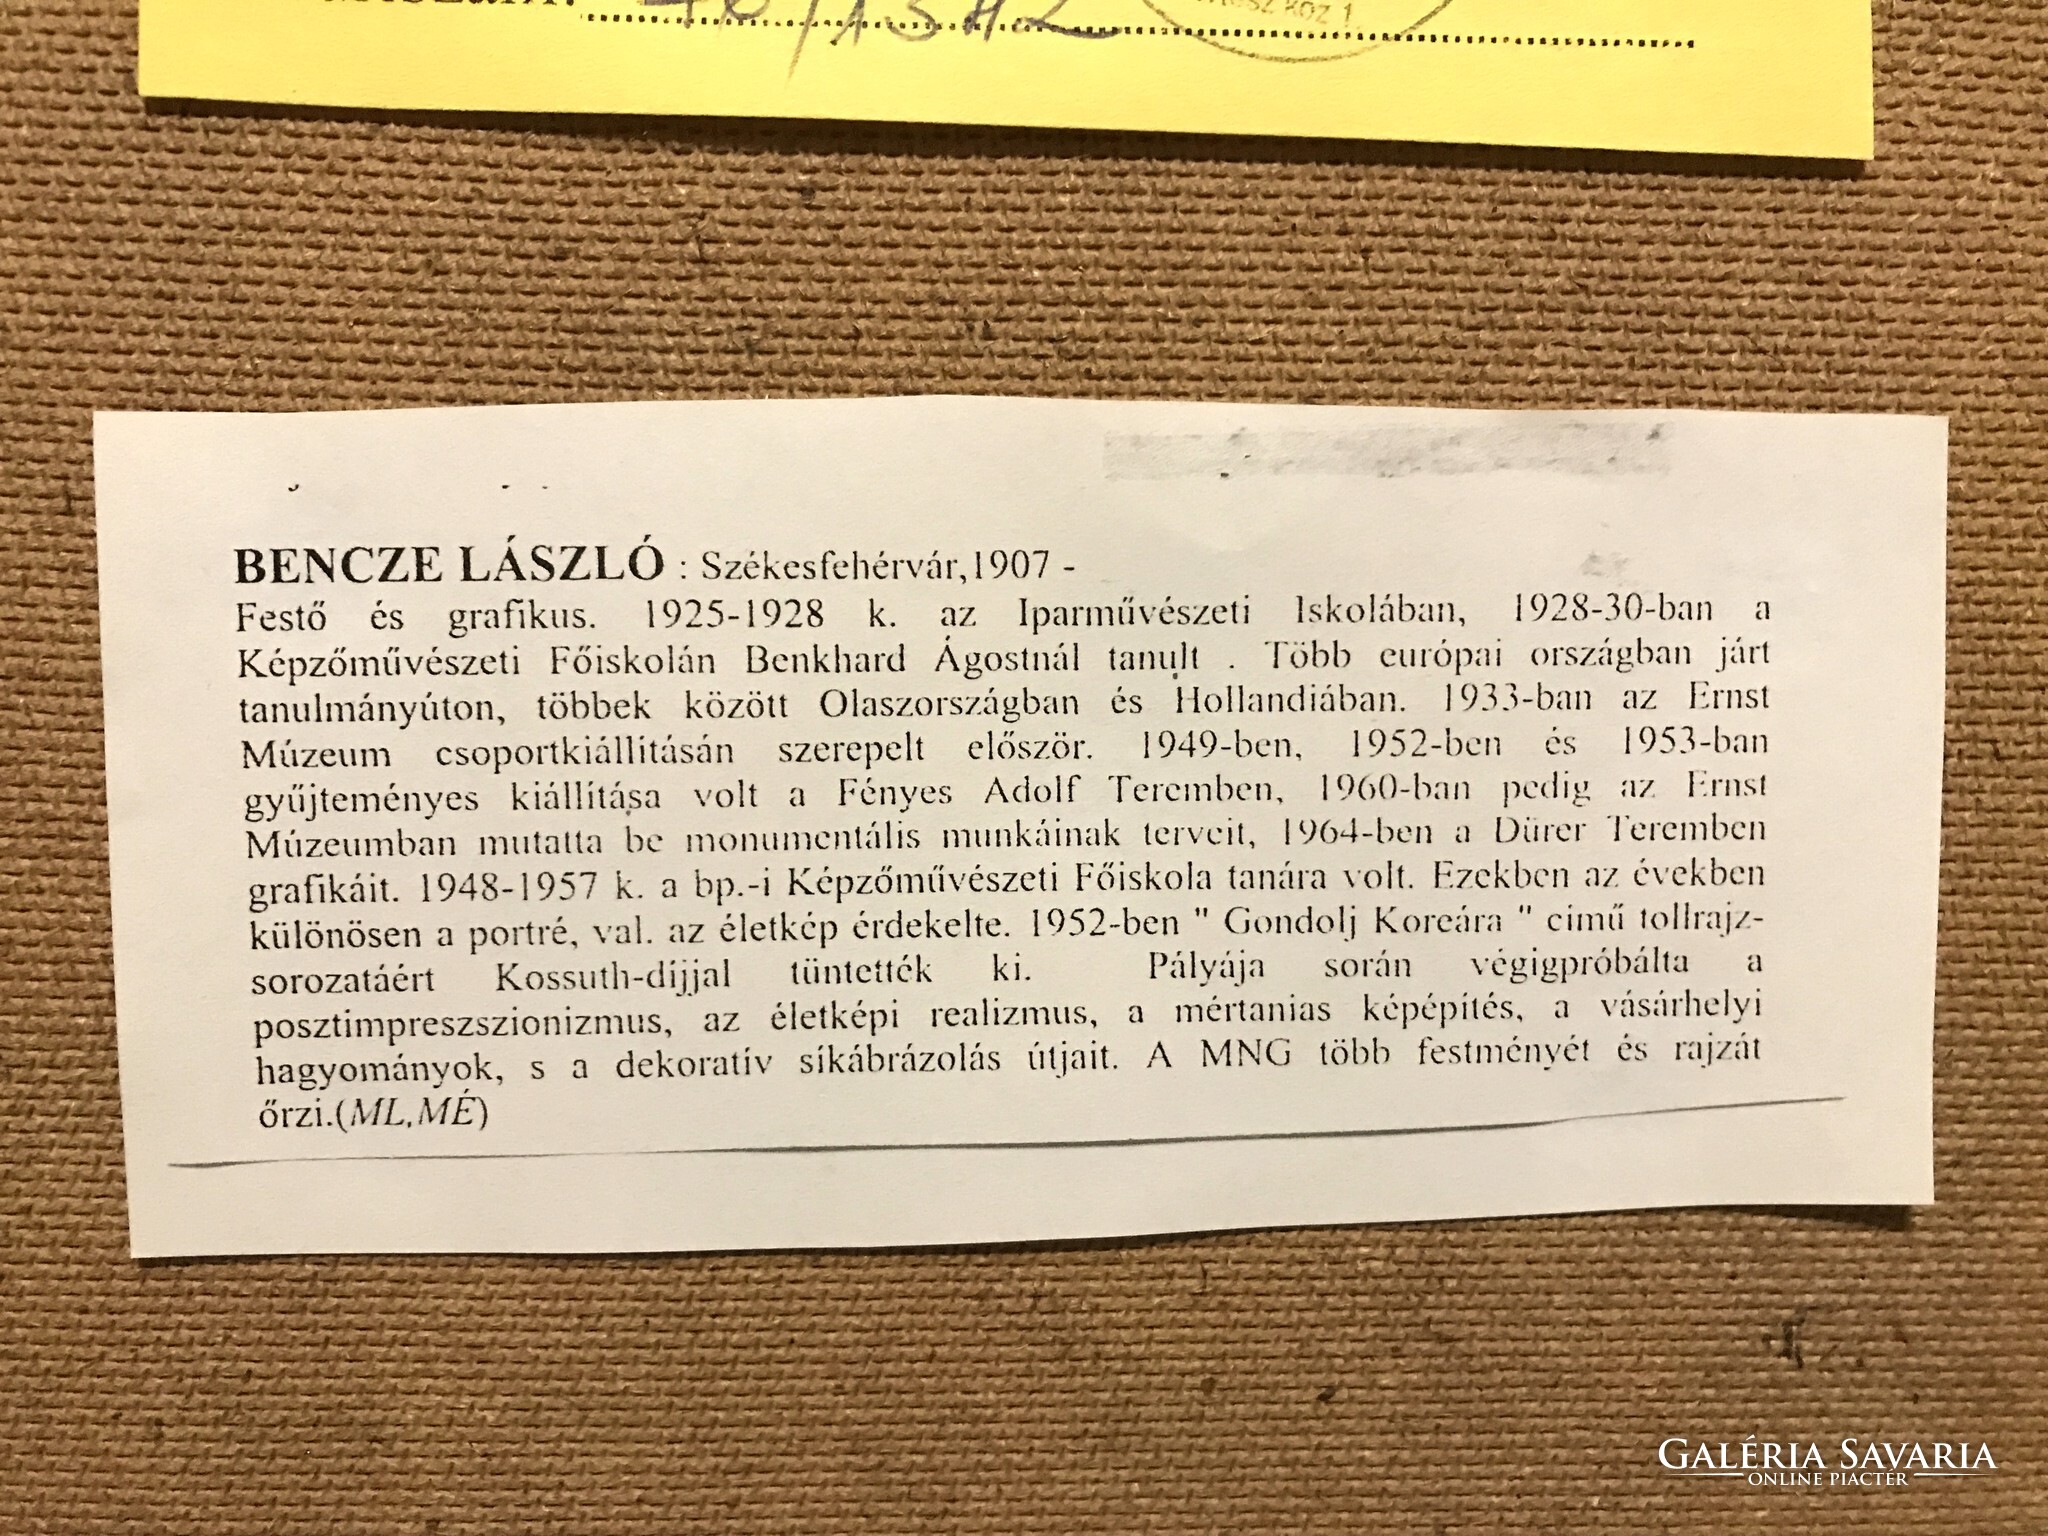 köz 1.
BENCZE LÁSZLÓ : Székesfehérvár,1907 -
Festő és grafikus. 1925-1928 k. az Iparművészeti Iskolában, 1928-30-ban a
Képzőművészeti Főiskolán Benkhard Ágostnál tanult . Több európai országban járt
tanulmányúton, többek között Olaszországban és Hollandiában. 1933-ban az Ernst
Múzeum csoportkiállításán szerepelt először. 1949-ben, 1952-ben és 1953-ban
gyűjteményes kiállítása volt a Fényes Adolf Teremben, 1960-ban pedig az Ernst
Múzeumban mutatta be monumentális munkáinak terveit, 1964-ben a Dürer Teremben
grafikáit. 1948-1957 k. a bp.-i Képzőművészeti Főiskola tanára volt. Ezekben az években
különösen a portré, val. az életkép érdekelte. 1952-ben " Gondolj Koreára " című tollrajz-
sorozatáért Kossuth-díjjal tüntették ki. Pályája során végigpróbálta a
posztimpreszszionizmus, az életképi realizmus, a mértanias képépítés, a vásárhelyi
hagyományok, s a dekoratív síkábrázolás útjait. A MNG több festményét és rajzát
őrzi.(ML,MÉ)
GALÉRIA SAVARIA
ONLINE PIACTÉR